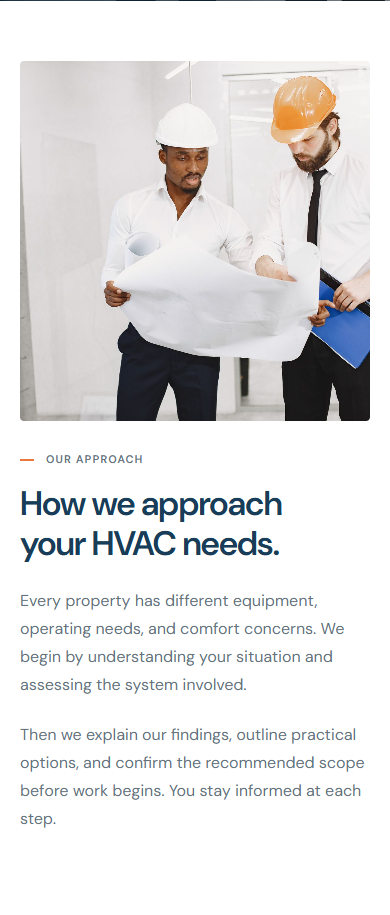 OUR APPROACH
How we approach
your HVAC needs.
Every property has different equipment,
operating needs, and comfort concerns. We
begin by understanding your situation and
assessing the system involved.
Then we explain our findings, outline practical
options, and confirm the recommended scope
before work begins. You stay informed at each
step.